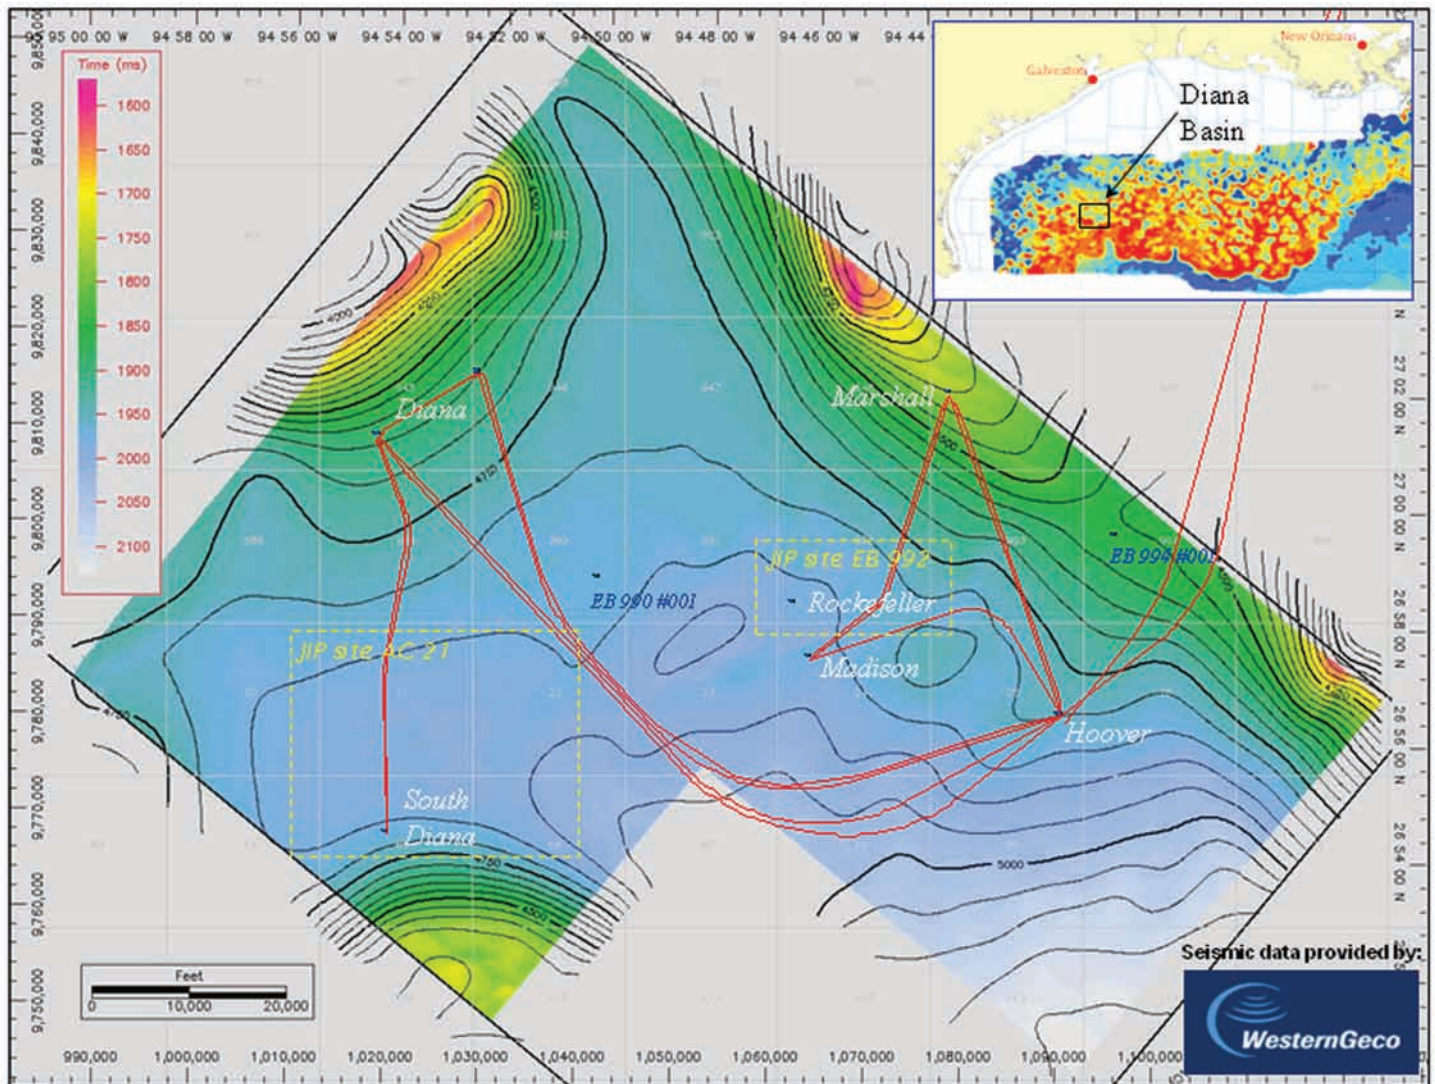 95 00 00 W
94 58 00 W
94 56 00 W
94 54 00 W
94 52 00 W
94 50 00 W
94 48 00 W
94 46 00 W
94 44
Time (ms)
1600
1650
1700
1750
1800
1850
1900
1950
2000
2050
2100
New Orleans
Galveston
Diana
Basin
9,840,000
9,830,000
9,820,000
9,810,000
9,800,000
9,790,000
9,780,000
9,770,000
9,760,000
9,750,000
27 02 00 N
27 00 00 N
26 58 00 N
26 56 00 N
26 54 00 N
4000
4500
4750
Diana
Marshall
JIP site EB 992
EB 994 #001
EB 990 #001
Rockefeller
JIP site AC 21
Madison
Hoover
4750
South
Diana
5000
4500
Seismic data provided by:
WesternGeco
Feet
0
10,000
20,000
990,000
1,000,000
1,010,000
1,020,000
1,030,000
1,040,000
1,050,000
1,060,000
1,070,000
1,080,000
1,090,000
1,100,000